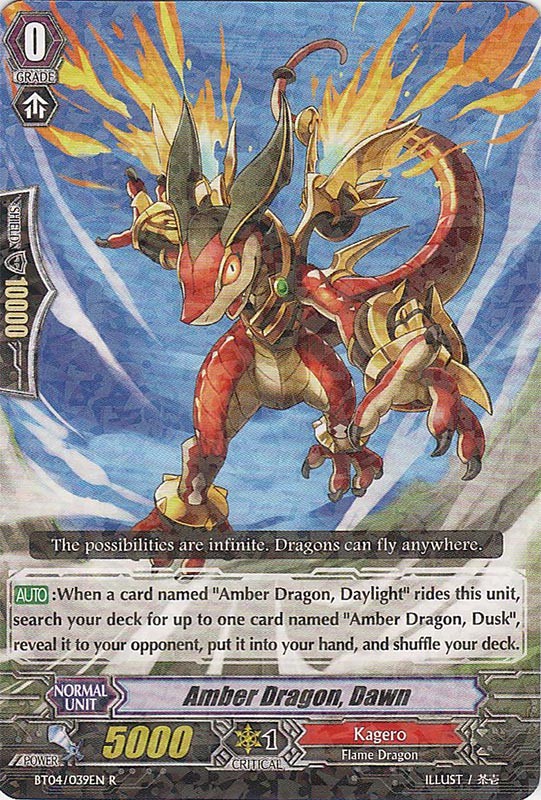 0
GRADE
SHIELD
10000
The possibilities are infinite. Dragons can fly anywhere.
AUTO :When a card named "Amber Dragon, Daylight" rides this unit,
search your deck for up to one card named "Amber Dragon, Dusk",
reveal it to your opponent, put it into your hand, and shuffle your deck.
NORMAL
UNIT
Amber Dragon, Dawn
POWER
5000
1
CRITICAL
Kagero
Flame Dragon
BT04/039EN R
ILLUST / 茶壱